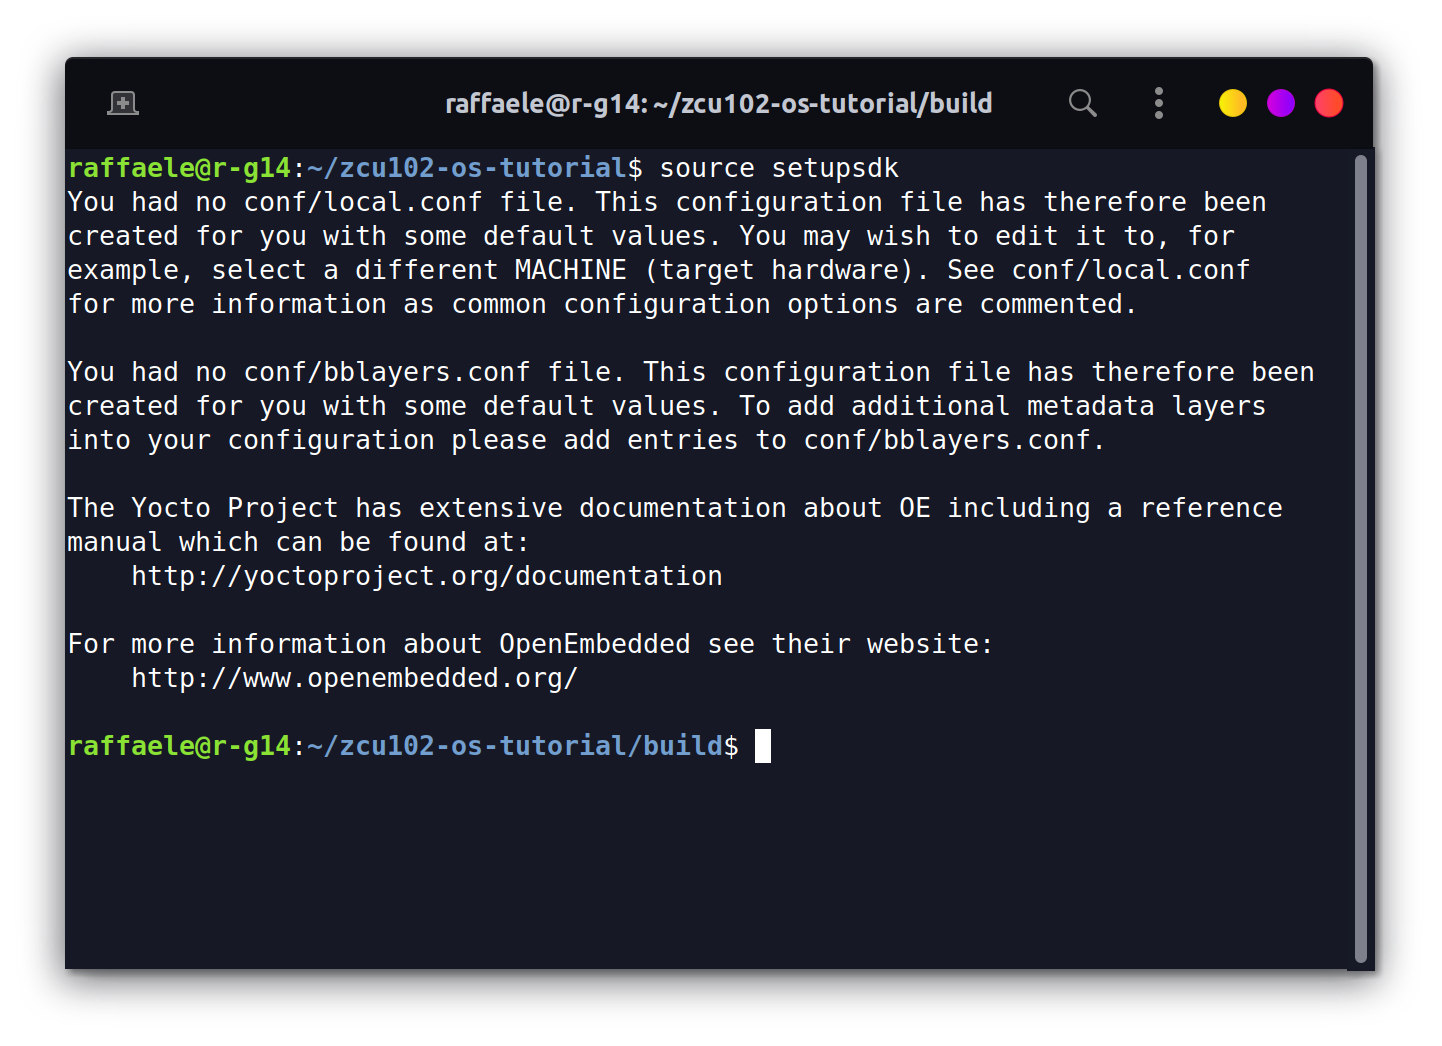 raffaele@r-g14: ~/zcu102-os-tutorial/build
raffaele@r-g14:~/zcu102-os-tutorial$ source setupsdk
You had no conf/local.conf file. This configuration file has therefore been
created for you with some default values. You may wish to edit it to, for
example, select a different MACHINE (target hardware). See conf/local.conf
for more information as common configuration options are commented.

You had no conf/bblayers.conf file. This configuration file has therefore been
created for you with some default values. To add additional metadata layers
into your configuration please add entries to conf/bblayers.conf.

The Yocto Project has extensive documentation about OE including a reference
manual which can be found at:
    http://yoctoproject.org/documentation

For more information about OpenEmbedded see their website:
    http://www.openembedded.org/

raffaele@r-g14:~/zcu102-os-tutorial/build$